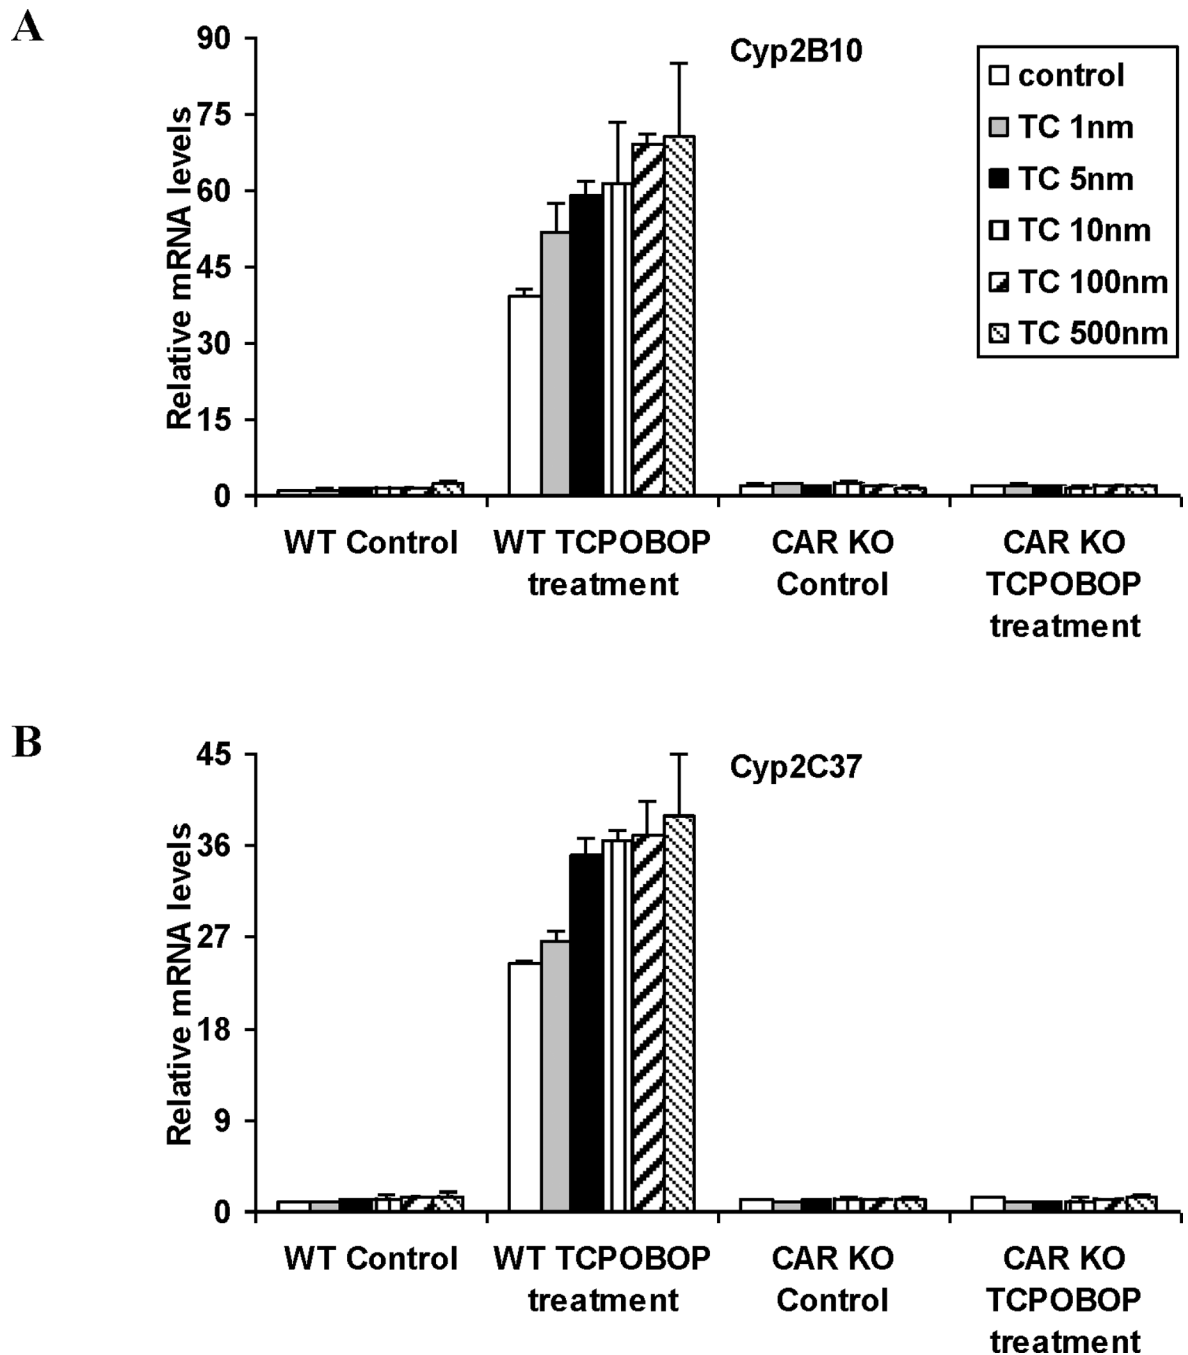 A
Cyp2B10
Relative mRNA levels
90
75
60
45
30
15
0
control
TC 1nm
TC 5nm
TC 10nm
TC 100nm
TC 500nm
WT Control
WT TCPOBOP
treatment
CAR KO
Control
CAR KO
TCPOBOP
treatment
B
Cyp2C37
Relative mRNA levels
45
36
27
18
9
0
WT Control
WT TCPOBOP
treatment
CAR KO
Control
CAR KO
TCPOBOP
treatment